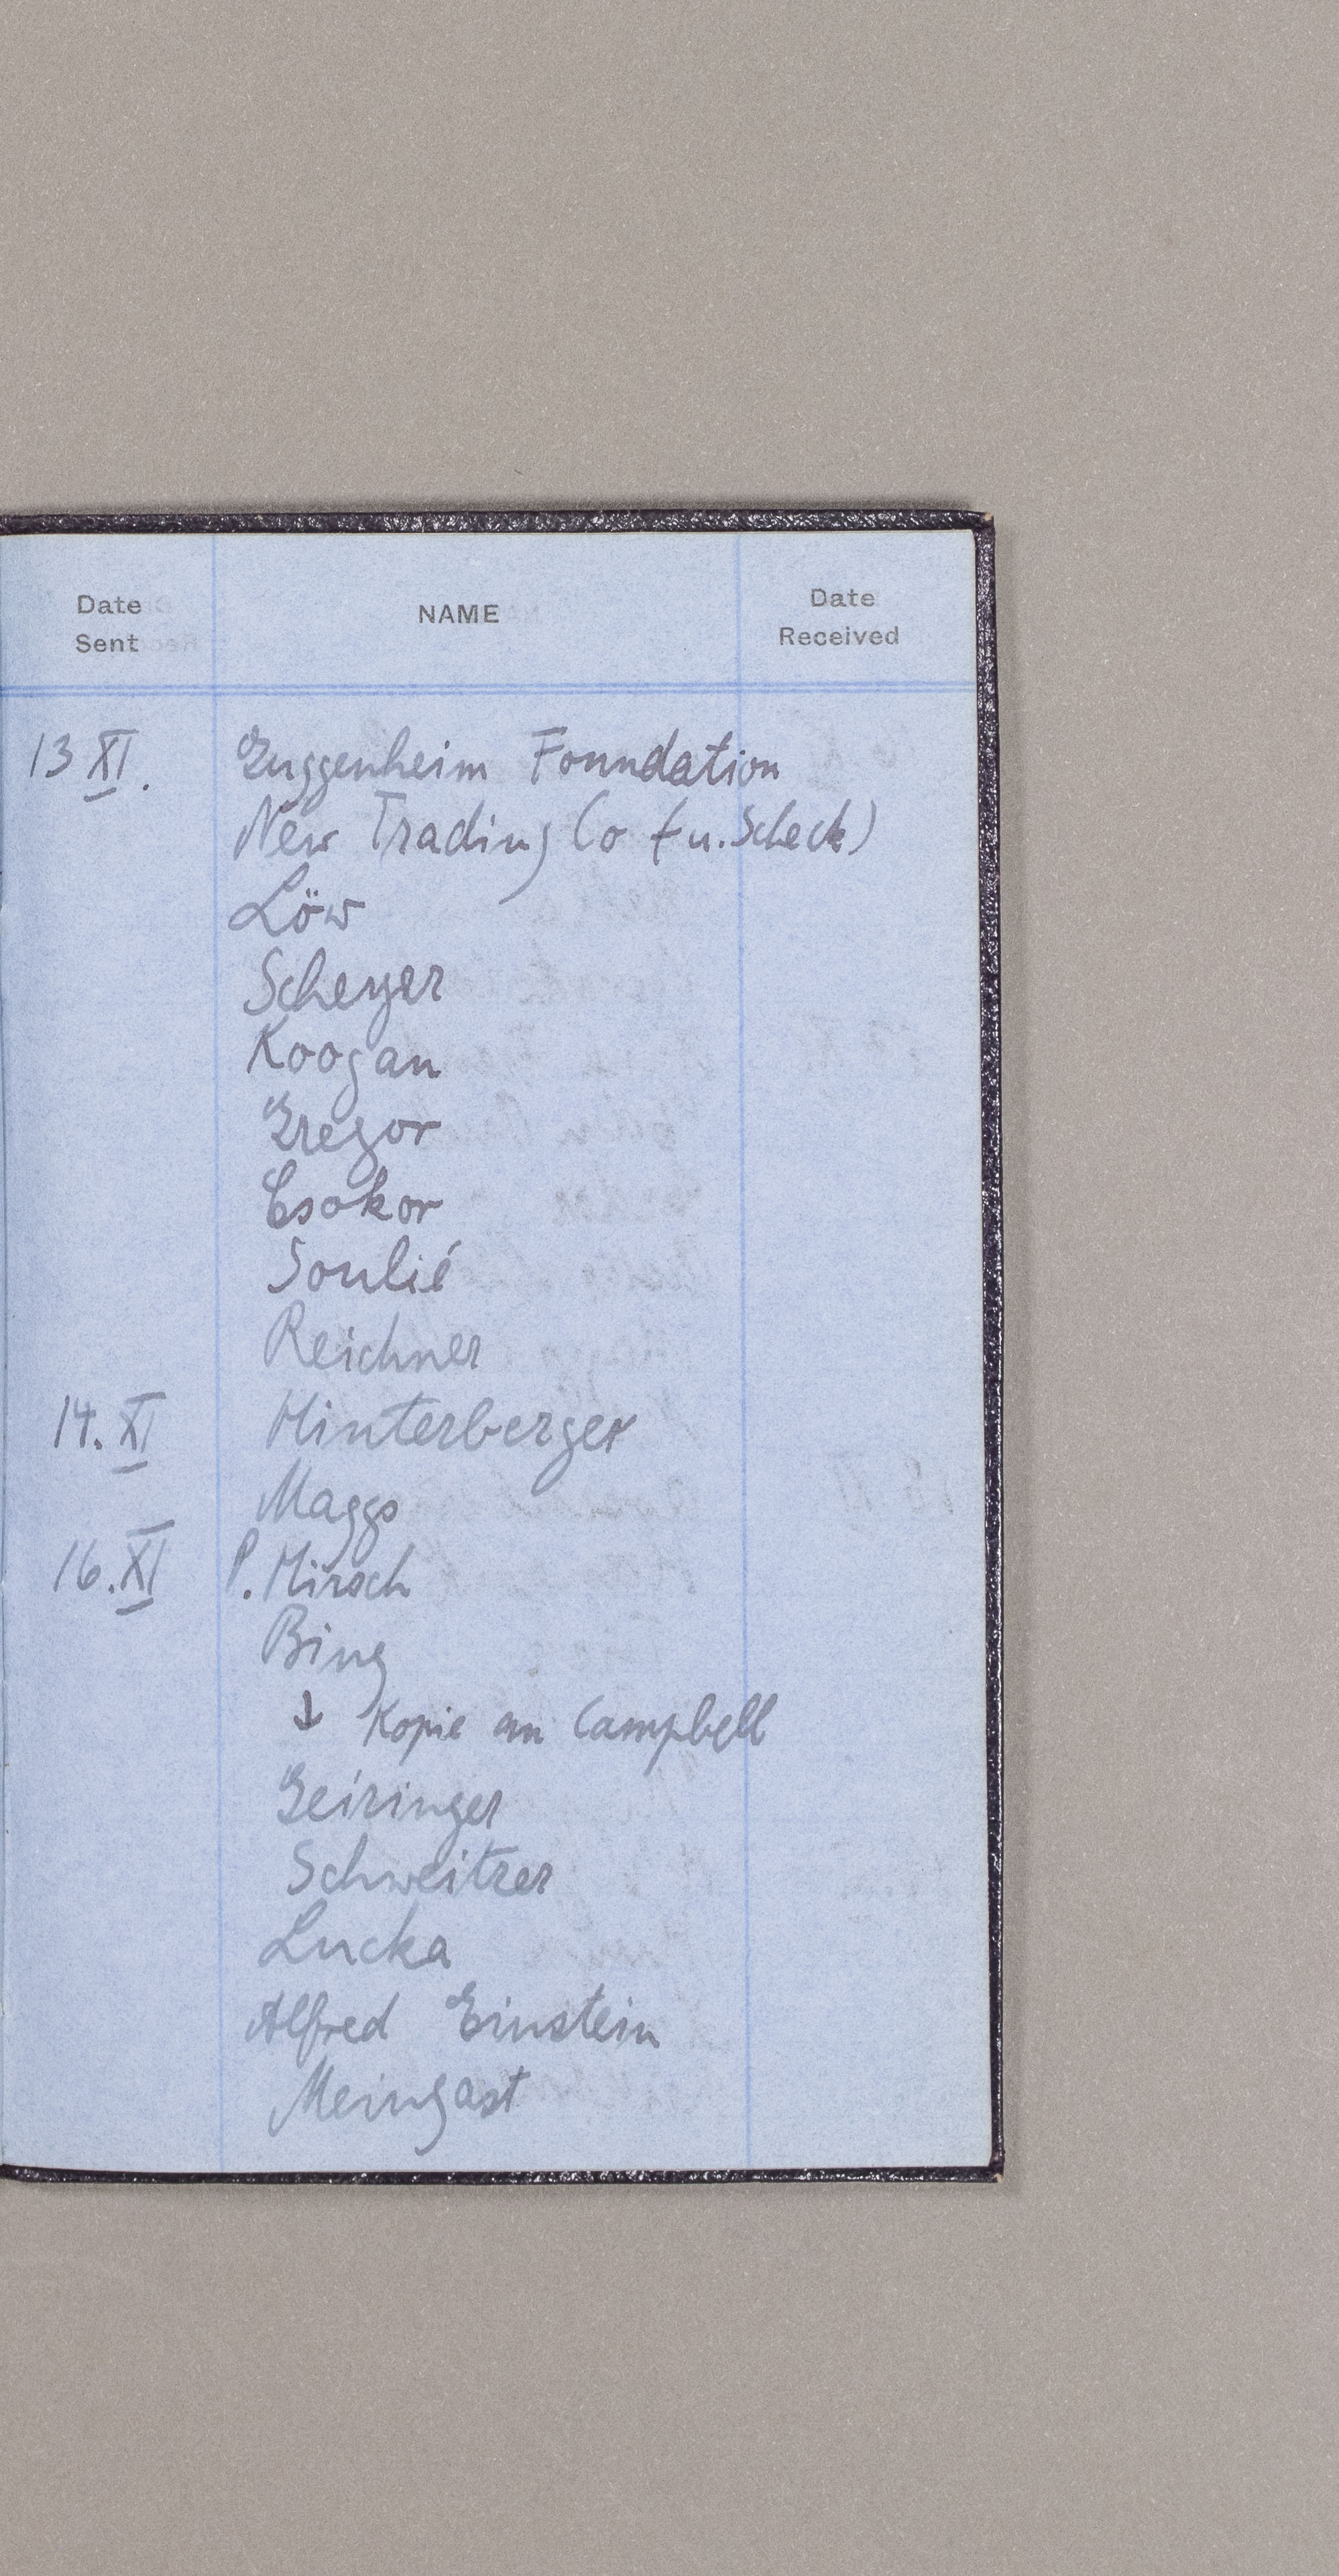 Date Sent NAME Date Received
13 XI. Guggenheim Foundation
New Trading Co (u. Scheck)
Löw
Scheyer
Koogan
Gregor
Csokor
Soulié
Reichner
14. XI Hinterberger
Maggs
16. XI P. Hirsch
Bing
↓ Kopie an Campbell
Geiringer
Schweitzer
Lucka
Alfred Einstein
Meingast